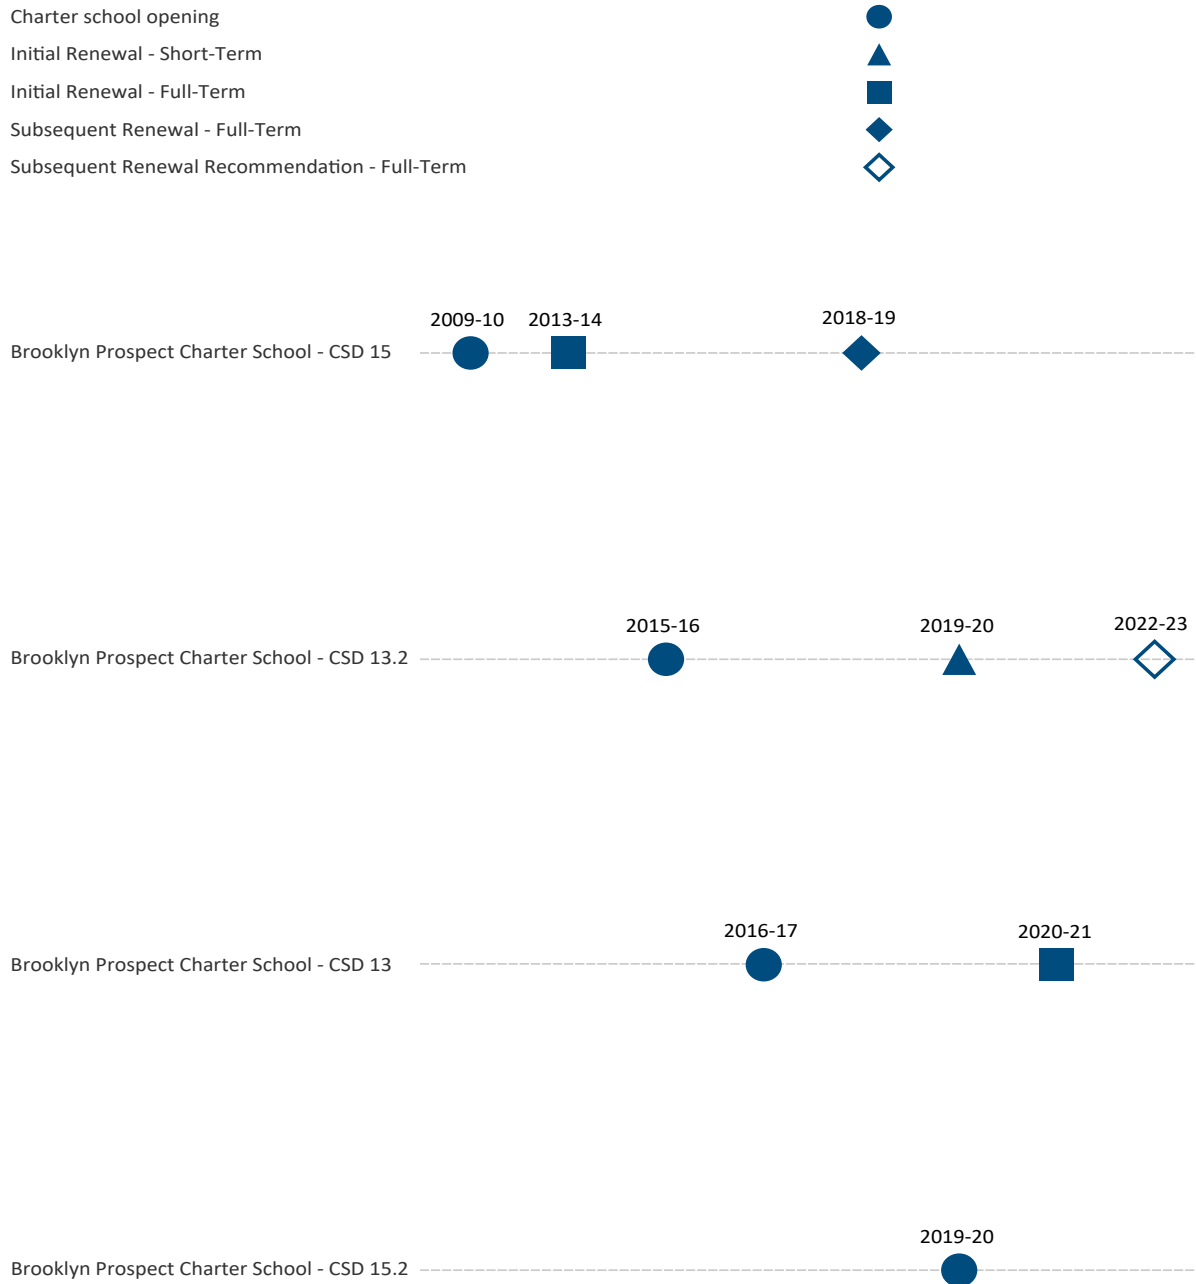 Charter school opening
Initial Renewal - Short-Term
Initial Renewal - Full-Term
Subsequent Renewal - Full-Term
Subsequent Renewal Recommendation - Full-Term
2009-10 2013-14 2018-19
Brooklyn Prospect Charter School - CSD 15
2015-16 2019-20 2022-23
Brooklyn Prospect Charter School - CSD 13.2
2016-17 2020-21
Brooklyn Prospect Charter School - CSD 13
2019-20
Brooklyn Prospect Charter School - CSD 15.2